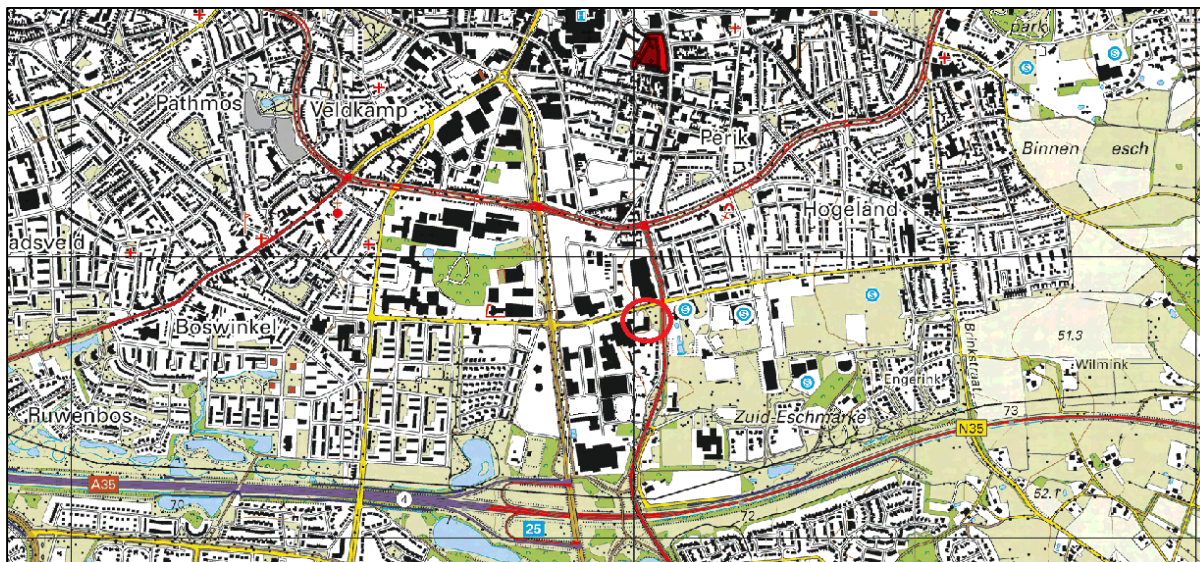 H
park
Pathmos
Veldkamp
Perik
Binnen esch
adsveld
Hogeland
S
S
S
S
S
S
Boswinkel
Brinkstraat
51.3
Wilmink
Engerink
Ruwenbos
Zuid-Eschmarke
73
N35
A35
70
4
25
72
52.1